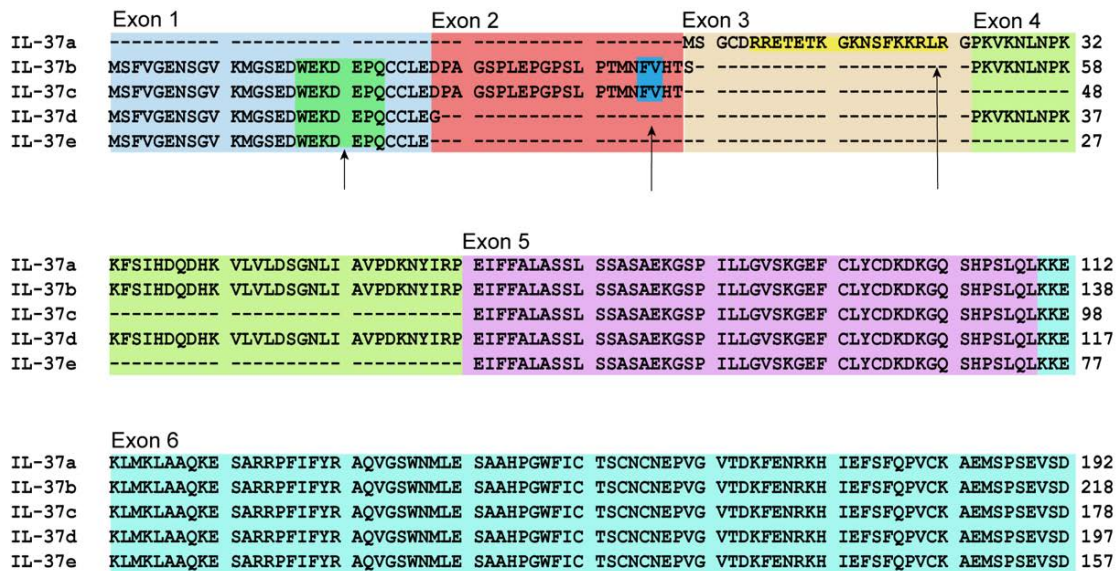 Exon 1 Exon 2 Exon 3 Exon 4
IL-37a ---------- ---------- ---------- ---------- --------MS GCDRRETETK GKNSFKKRLR GPKVKNLNPK 32
IL-37b MSFVGENSGV KMGSEDWEKD EPQCCLEDPA GSPLEPGPSL PTMNFVHTS- ---------- ---------- -PKVKNLNPK 58
IL-37c MSFVGENSGV KMGSEDWEKD EPQCCLEDPA GSPLEPGPSL PTMNFVHT-- ---------- ---------- ---------- 48
IL-37d MSFVGENSGV KMGSEDWEKD EPQCCLEG-- ---------- ---------- ---------- ---------- -PKVKNLNPK 37
IL-37e MSFVGENSGV KMGSEDWEKD EPQCCLE--- ---------- ---------- ---------- ---------- ---------- 27
Exon 5
IL-37a KFSIHDQDHK VLVLDSGNLI AVPDKNYIRP EIFFALASSL SSASAEKGSP ILLGVSKGEF CLYCDKDKGQ SHPSLQLKKE 112
IL-37b KFSIHDQDHK VLVLDSGNLI AVPDKNYIRP EIFFALASSL SSASAEKGSP ILLGVSKGEF CLYCDKDKGQ SHPSLQLKKE 138
IL-37c ---------- ---------- ---------- EIFFALASSL SSASAEKGSP ILLGVSKGEF CLYCDKDKGQ SHPSLQLKKE 98
IL-37d KFSIHDQDHK VLVLDSGNLI AVPDKNYIRP EIFFALASSL SSASAEKGSP ILLGVSKGEF CLYCDKDKGQ SHPSLQLKKE 117
IL-37e ---------- ---------- ---------- EIFFALASSL SSASAEKGSP ILLGVSKGEF CLYCDKDKGQ SHPSLQLKKE 77
Exon 6
IL-37a KLMKLAAQKE SARRPFIFYR AQVGSWNMLE SAAHPGWFIC TSCNCNEPVG VTDKFENRKH IEFSFQPVCK AEMSPSEVSD 192
IL-37b KLMKLAAQKE SARRPFIFYR AQVGSWNMLE SAAHPGWFIC TSCNCNEPVG VTDKFENRKH IEFSFQPVCK AEMSPSEVSD 218
IL-37c KLMKLAAQKE SARRPFIFYR AQVGSWNMLE SAAHPGWFIC TSCNCNEPVG VTDKFENRKH IEFSFQPVCK AEMSPSEVSD 178
IL-37d KLMKLAAQKE SARRPFIFYR AQVGSWNMLE SAAHPGWFIC TSCNCNEPVG VTDKFENRKH IEFSFQPVCK AEMSPSEVSD 197
IL-37e KLMKLAAQKE SARRPFIFYR AQVGSWNMLE SAAHPGWFIC TSCNCNEPVG VTDKFENRKH IEFSFQPVCK AEMSPSEVSD 157